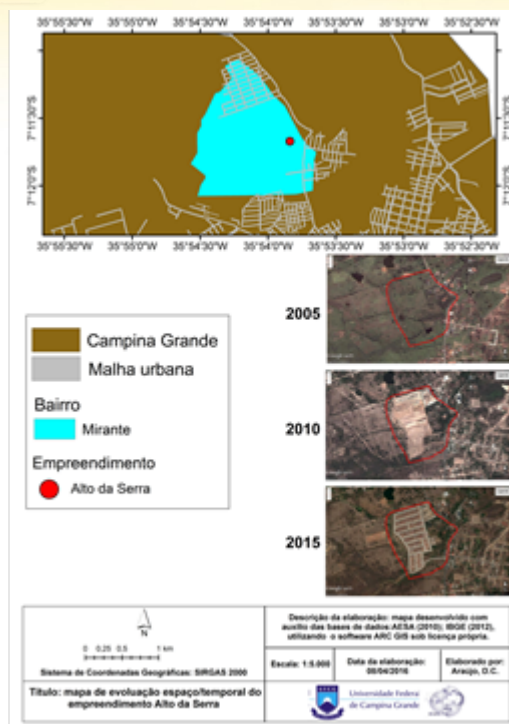 35°55'30"W 35°55'0"W 35°54'30"W 35°54'0"W 35°53'30"W 35°53'0"W 35°52'30"W
7°11'30"S 7°11'30"S
7°12'0"S 7°12'0"S
35°55'30"W 35°55'0"W 35°54'30"W 35°54'0"W 35°53'30"W 35°53'0"W 35°52'30"W
2005
2010
2015
Campina Grande
Malha urbana
Bairro
Mirante
Empreendimento
Alto da Serra
N
0 0,25 0,5 1 km
Sistema de Coordenadas Geográficas: SIRGAS 2000
Título: mapa de evolução espaço/temporal do
empreendimento Alto da Serra
Descrição da elaboração: mapa desenvolvido com
auxílio das bases de dados:AESA (2010), IBGE (2012),
utilizando o software ARC GIS sob licença própria.
Escala: 1:5.000
Data da elaboração:
08/04/2016
Elaborado por:
Araújo, D.C.
Universidade Federal
de Campina Grande